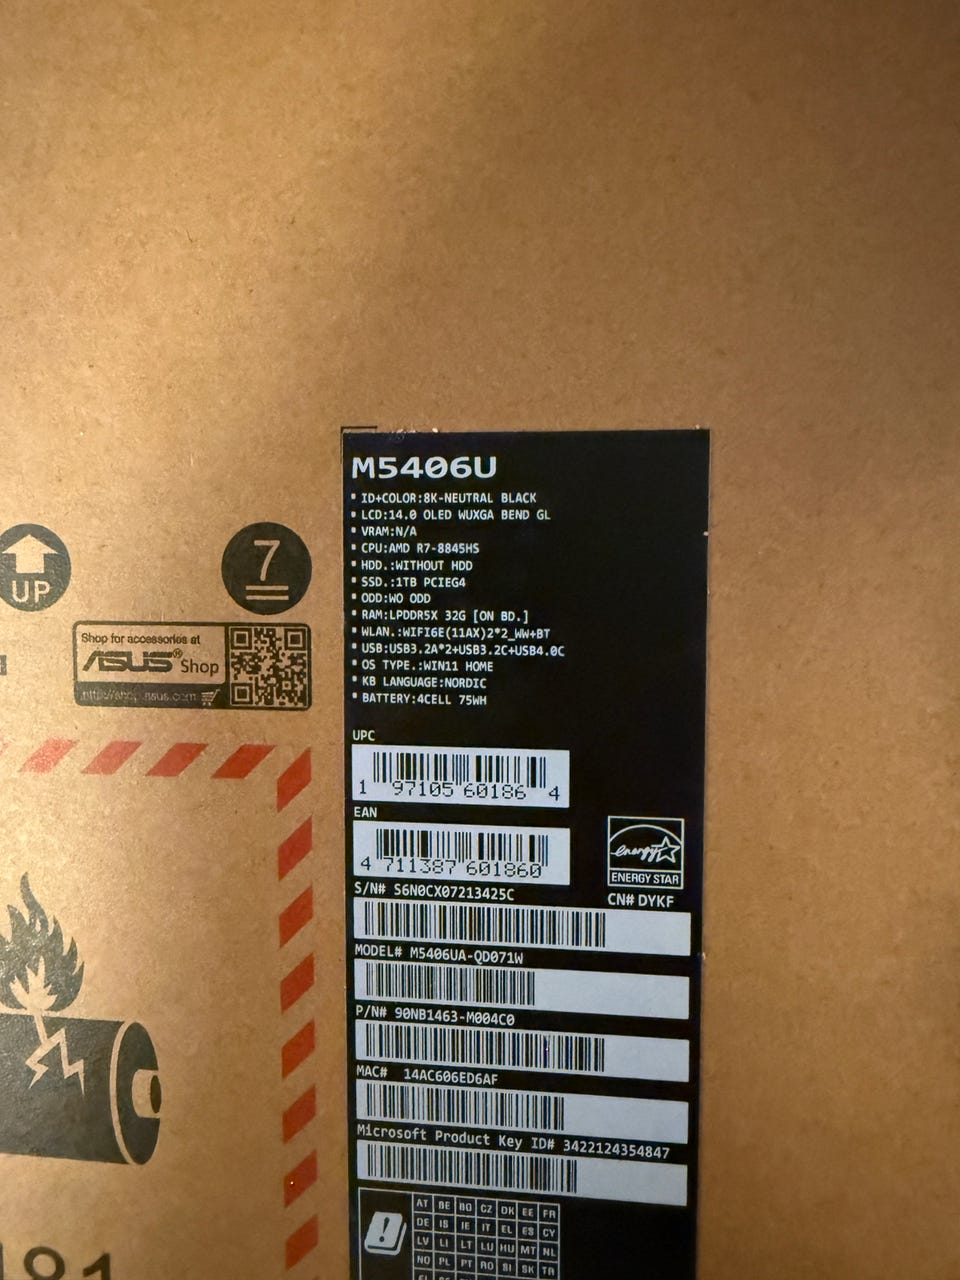 M5406U
▪ ID+COLOR:8K-NEUTRAL BLACK
▪ LCD:14.0 OLED WUXGA BEND GL
▪ VRAM:N/A
▪ CPU:AMD R7-8845HS
▪ HDD.:WITHOUT HDD
▪ SSD.:1TB PCIEG4
▪ ODD:WO ODD
▪ RAM:LPDDR5X 32G [ON BD.]
▪ WLAN.:WIFI6E(11AX)2*2_WW+BT
▪ USB:USB3.2A*2+USB3.2C+USB4.0C
▪ OS TYPE.:WIN11 HOME
▪ KB LANGUAGE:NORDIC
▪ BATTERY:4CELL 75WH
UP
7
Shop for accessories at
ASUS® Shop
UPC
1 97105 60186 4
EAN
4 711387 601860
energy
ENERGY STAR
S/N# S6N0CX07213425C
CN# DYKF
MODEL# M5406UA-QD071W
P/N# 90NB1463-M004C0
MAC# 14AC606ED6AF
Microsoft Product Key ID# 3422124354847
!
AT BE BG CZ DK EE FR
DE IS IE IT EL ES CY
LV LI LT LU HU MT NL
NO PL PT RO SI SK TR